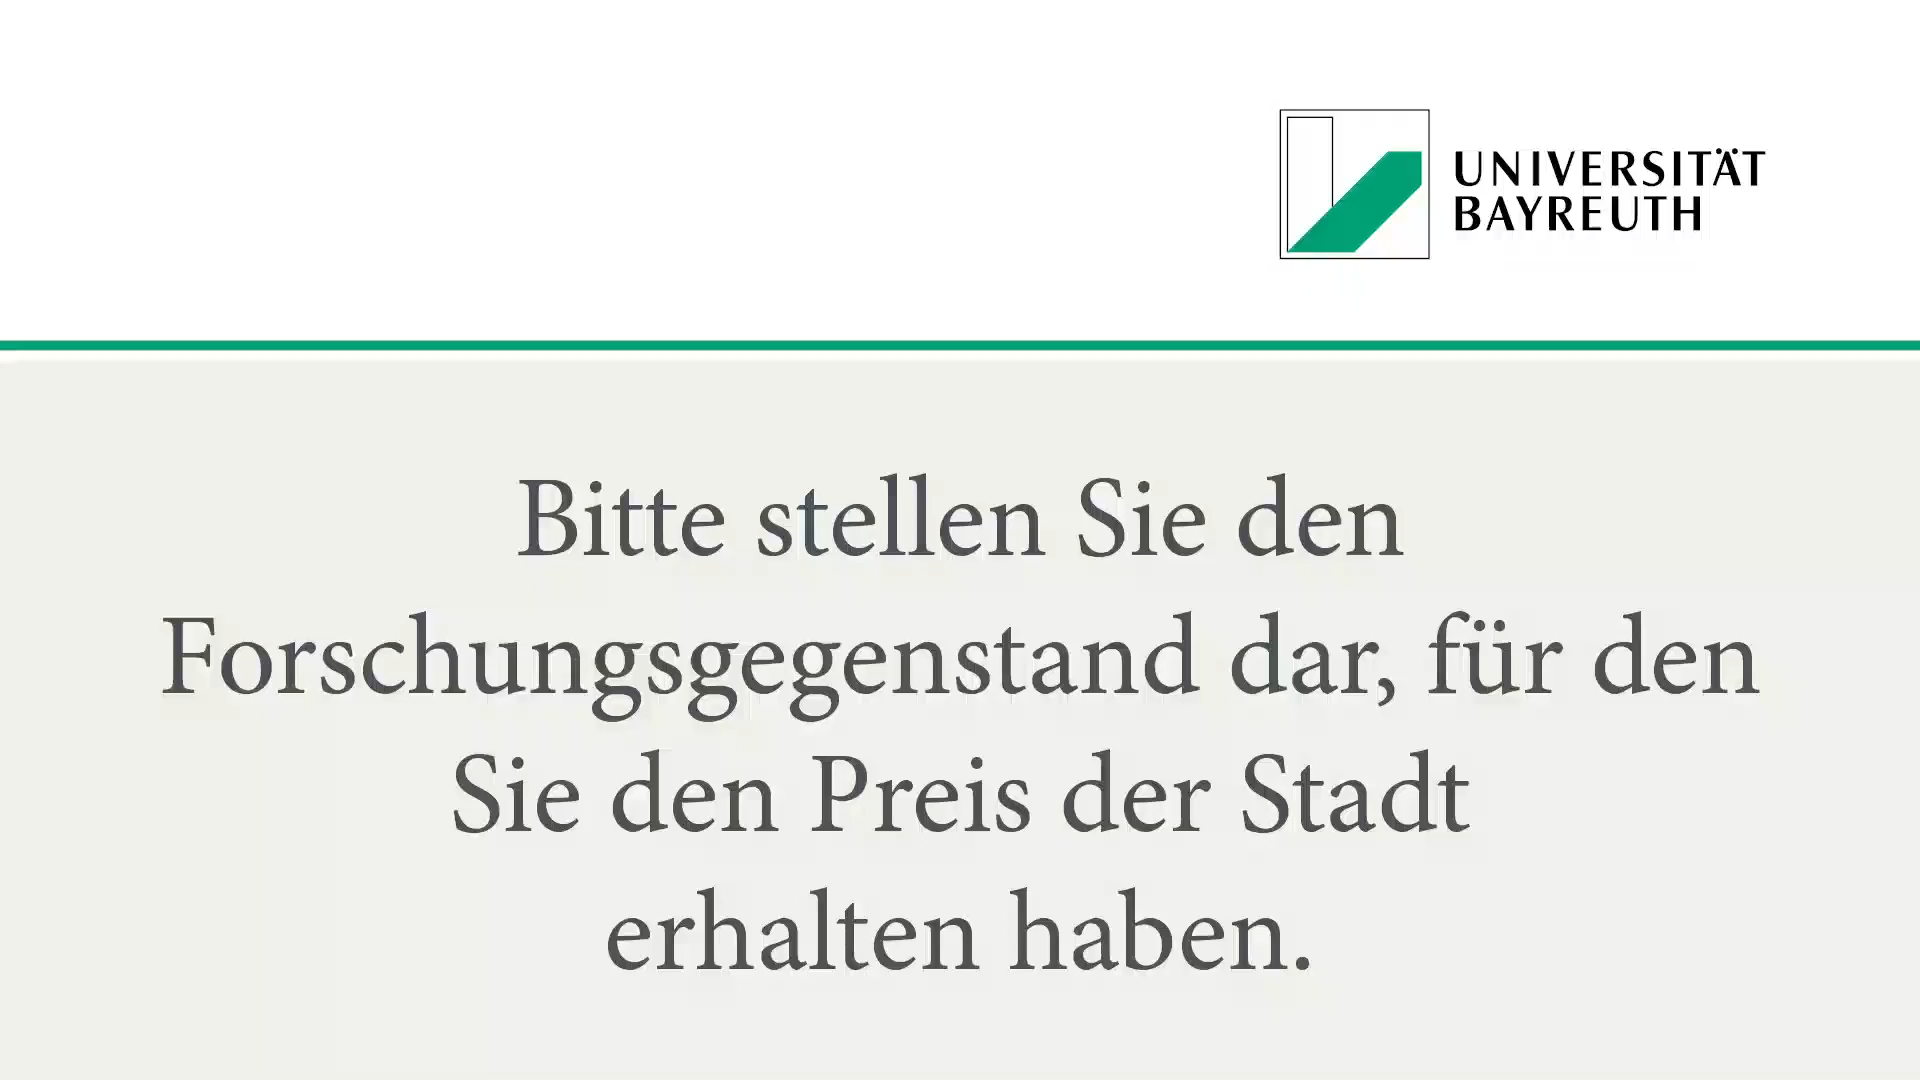 UNIVERSITÄT
BAYREUTH
Bitte stellen Sie den
Forschungsgegenstand dar, für den
Sie den Preis der Stadt
erhalten haben.